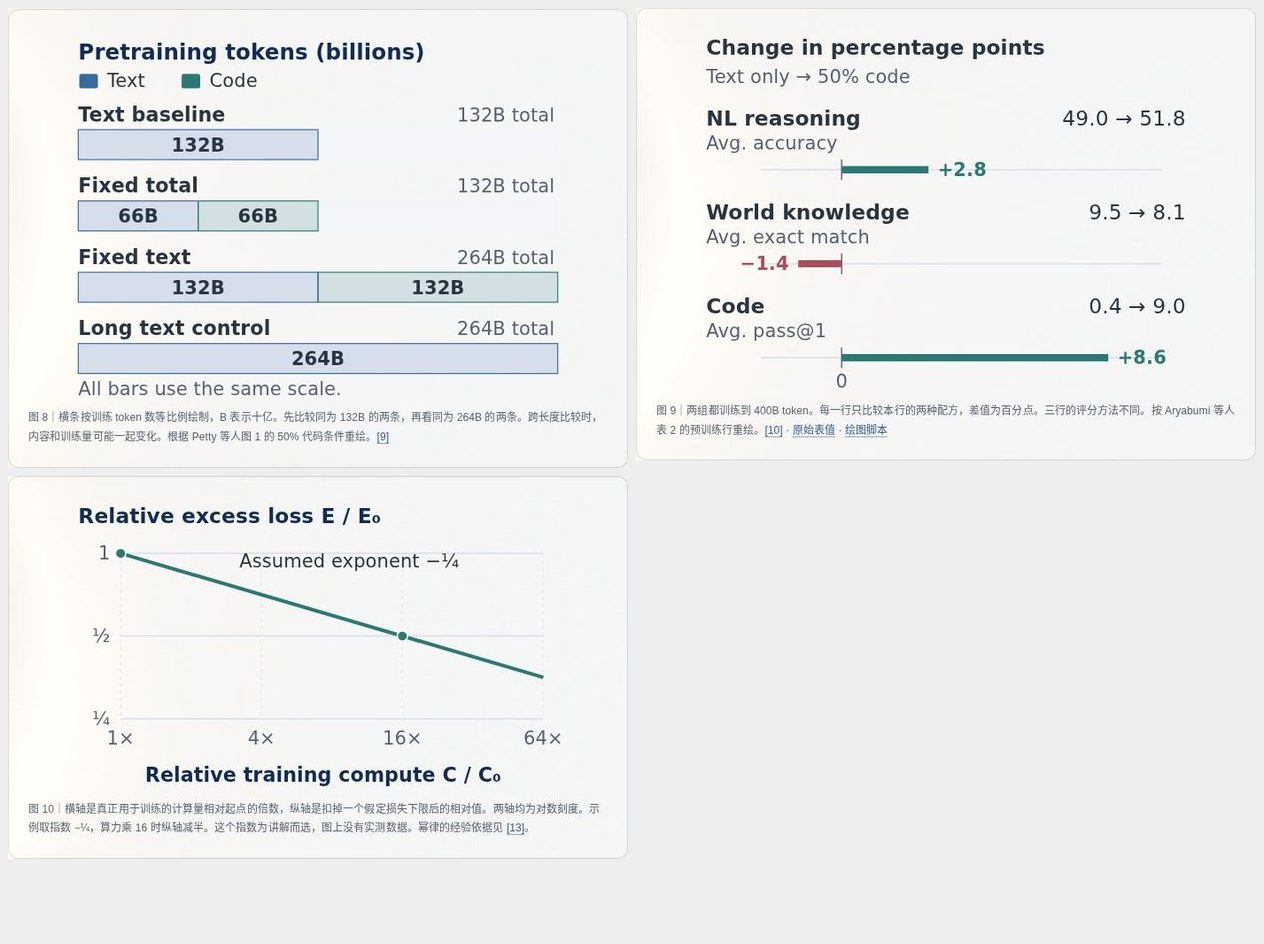 Pretraining tokens (billions)
Text Code
Text baseline 132B total
132B
Fixed total 132B total
66B 66B
Fixed text 264B total
132B 132B
Long text control 264B total
264B
All bars use the same scale.
图 8｜横条按训练 token 数等比例绘制，B 表示十亿。先比较同为 132B 的两条，再看同为 264B 的两条。跨长度比较时，
内容和训练量可能一起变化。根据 Petty 等人图 1 的 50% 代码条件重绘。[9]
Change in percentage points
Text only → 50% code
NL reasoning 49.0 → 51.8
Avg. accuracy
+2.8
World knowledge 9.5 → 8.1
Avg. exact match
−1.4
Code 0.4 → 9.0
Avg. pass@1
+8.6
0
图 9｜两组都训练到 400B token。每一行只比较本行的两种配方，差值为百分点。三行的评分方法不同。按 Aryabumi 等人
表 2 的预训练行重绘。[10] · 原始表值 · 绘图脚本
Relative excess loss E / E₀
1
Assumed exponent −¼
½
¼
1× 4× 16× 64×
Relative training compute C / C₀
图 10｜横轴是真正用于训练的计算量相对起点的倍数，纵轴是扣掉一个假定损失下限后的相对值。两轴均为对数刻度。示
例取指数 −¼，算力乘 16 时纵轴减半。这个指数为讲解而选，图上没有实测数据。幂律的经验依据见 [13]。